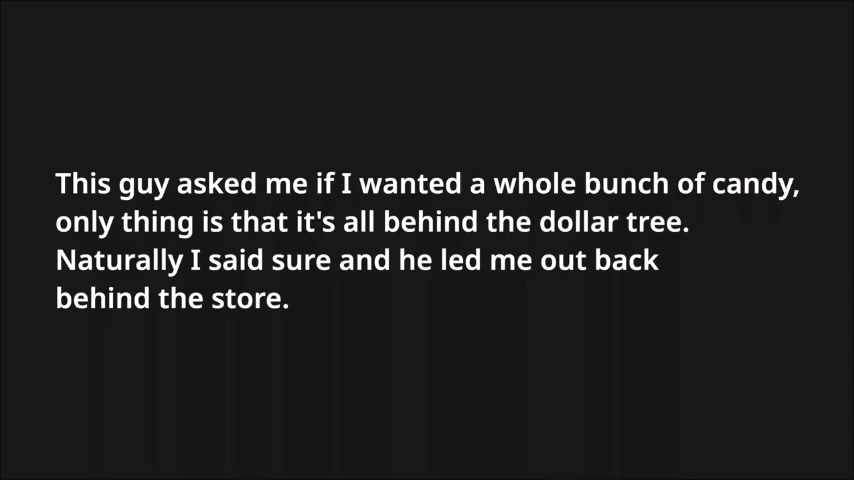 This guy asked me if I wanted a whole bunch of candy,
only thing is that it's all behind the dollar tree.
Naturally I said sure and he led me out back
behind the store.